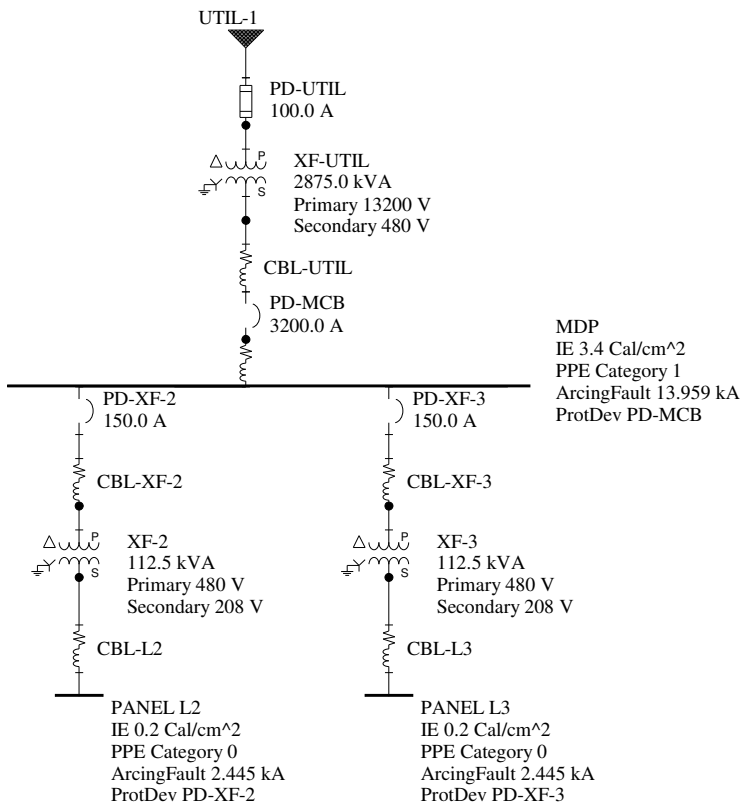 UTIL-1
PD-UTIL
100.0 A
P
S
XF-UTIL
2875.0 kVA
Primary 13200 V
Secondary 480 V
CBL-UTIL
PD-MCB
3200.0 A
MDP
IE 3.4 Cal/cm^2
PPE Category 1
ArcingFault 13.959 kA
ProtDev PD-MCB
PD-XF-2
150.0 A
CBL-XF-2
P
S
XF-2
112.5 kVA
Primary 480 V
Secondary 208 V
CBL-L2
PANEL L2
IE 0.2 Cal/cm^2
PPE Category 0
ArcingFault 2.445 kA
ProtDev PD-XF-2
PD-XF-3
150.0 A
CBL-XF-3
P
S
XF-3
112.5 kVA
Primary 480 V
Secondary 208 V
CBL-L3
PANEL L3
IE 0.2 Cal/cm^2
PPE Category 0
ArcingFault 2.445 kA
ProtDev PD-XF-3